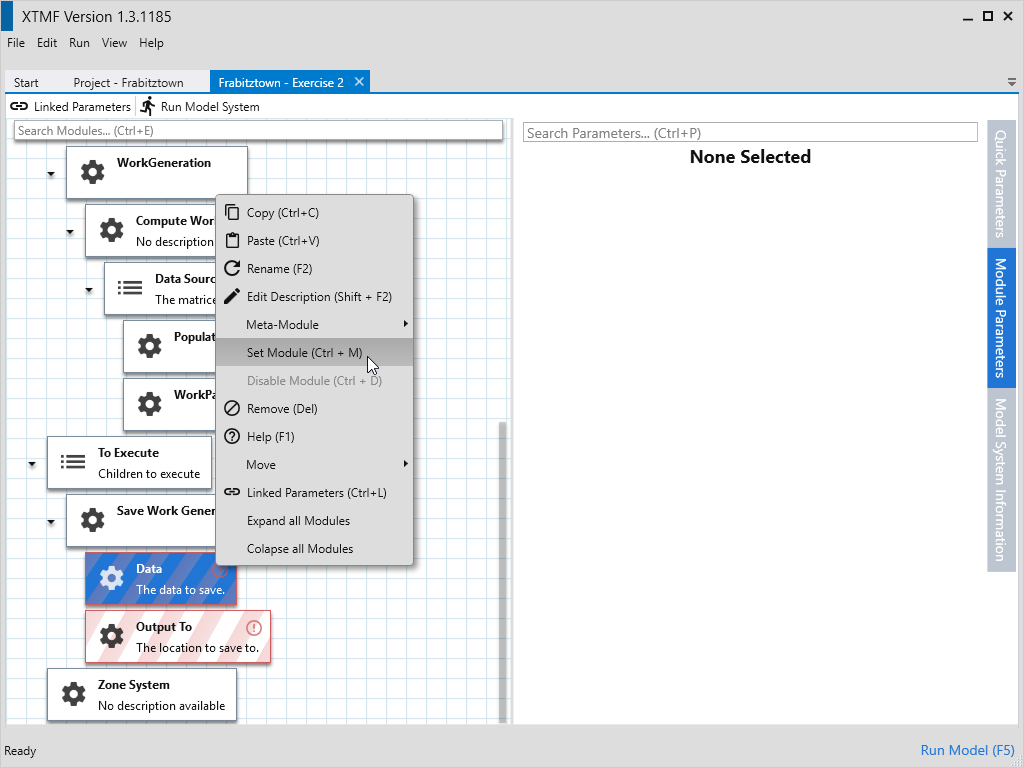 XTMF Version 1.3.1185
File Edit Run View Help
Start Project - Frabitztown Frabitztown - Exercise 2
Linked Parameters Run Model System
Search Modules... (Ctrl+E)
WorkGeneration
Compute Wor
No description
Data Sourc
The matrice
Populat
WorkPa
To Execute
Children to execute
Save Work Gener
Data
The data to save.
Output To
The location to save to.
Zone System
No description available
Copy (Ctrl+C)
Paste (Ctrl+V)
Rename (F2)
Edit Description (Shift + F2)
Meta-Module
Set Module (Ctrl + M)
Disable Module (Ctrl + D)
Remove (Del)
Help (F1)
Move
Linked Parameters (Ctrl+L)
Expand all Modules
Colapse all Modules
Search Parameters... (Ctrl+P)
None Selected
Quick Parameters
Module Parameters
Model System Information
Ready
Run Model (F5)